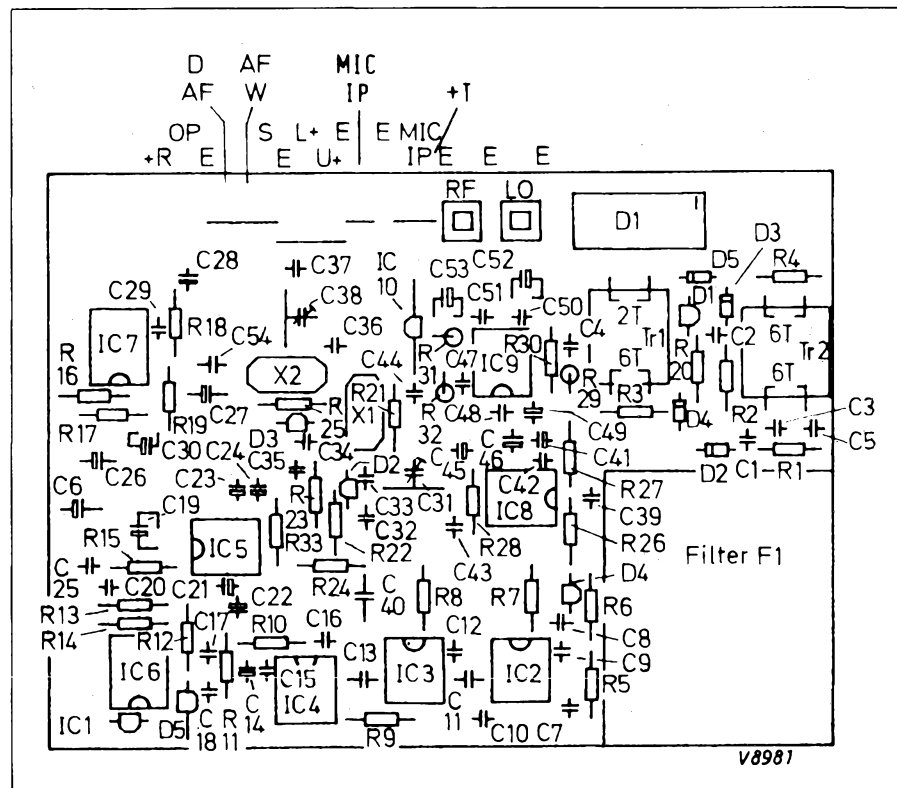 D AF MIC
AF W IP +T
OP S L+ E E MIC
+R E E U+ IP E E E
RF LO
D1
C28 C37 IC 10 C53 C52 D5 D3 R4
C29 C38 C51 C50 D1
IC7 R18 C54 C36 R30 C4 2T Tr1 C2 6T Tr2
R 16 X2 C44 R 31 C47 IC9 6T R 20 6T
R17 R19 C27 R 25 R21 X1 R 32 C48 R 29 R3 D4 R2 C3
C30 C24 D3 C34 C49 C5
C26 C23 C35 D2 C45 C 46 C41 D2 C1 R1
C6 C19 R 23 C33 C31 C42 IC8 R27
R15 IC5 R33 R22 C32 R28 C39 R26 Filter F1
C 25 C20 C21 R24 C43 D4
R13 C22 C 40 R8 R7 R6
R14 R12 C17 R10 C16 C12 C8
IC6 C15 IC4 C13 IC3 IC2 C9
IC1 D5 C 18 R 11 C 14 R9 C 11 C10 C7 R5
V8981